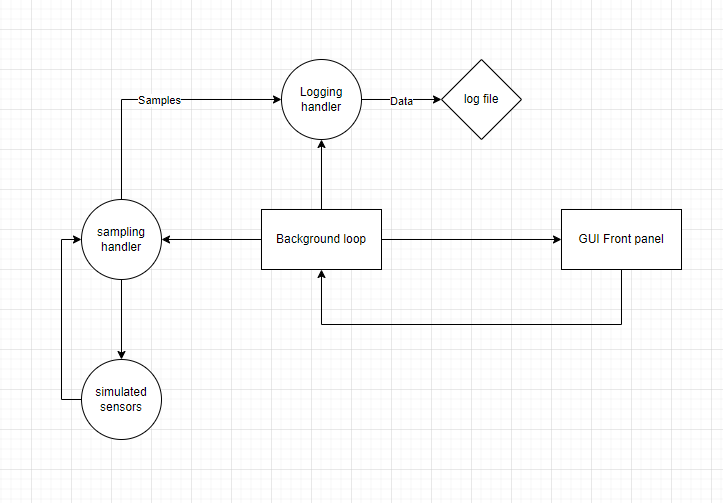 Logging
handler
Samples
Data
log file
sampling
handler
Background loop
GUI Front panel
simulated
sensors